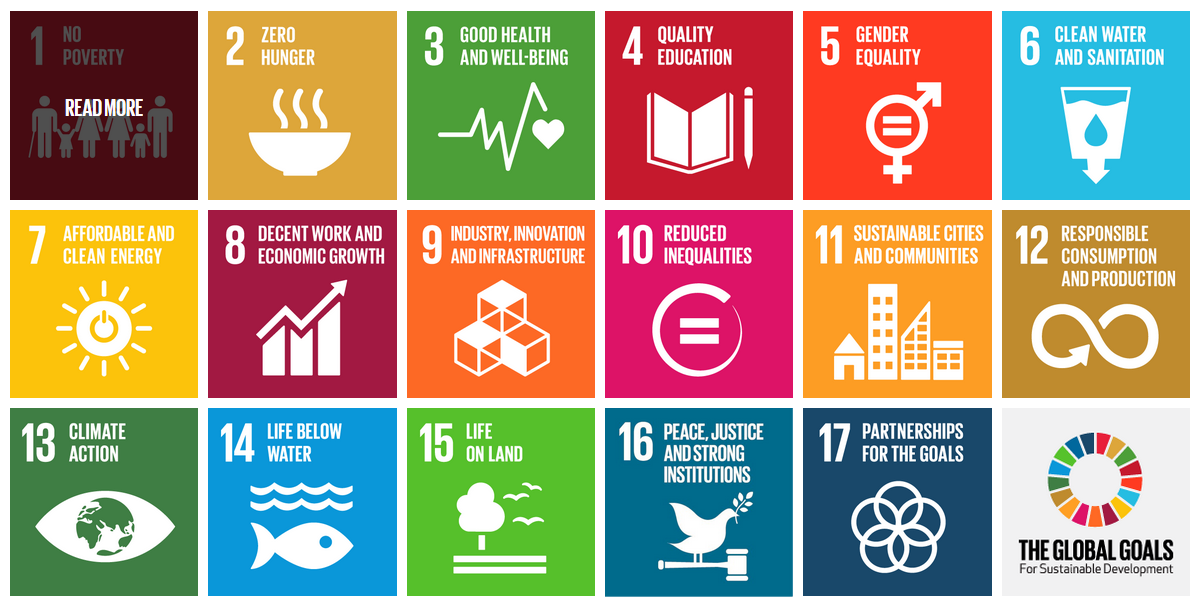 1 NO
POVERTY
READ MORE
2 ZERO
HUNGER
3 GOOD HEALTH
AND WELL-BEING
4 QUALITY
EDUCATION
5 GENDER
EQUALITY
6 CLEAN WATER
AND SANITATION
7 AFFORDABLE AND
CLEAN ENERGY
8 DECENT WORK AND
ECONOMIC GROWTH
9 INDUSTRY, INNOVATION
AND INFRASTRUCTURE
10 REDUCED
INEQUALITIES
11 SUSTAINABLE CITIES
AND COMMUNITIES
12 RESPONSIBLE
CONSUMPTION
AND PRODUCTION
13 CLIMATE
ACTION
14 LIFE BELOW
WATER
15 LIFE
ON LAND
16 PEACE, JUSTICE
AND STRONG
INSTITUTIONS
17 PARTNERSHIPS
FOR THE GOALS
THE GLOBAL GOALS
For Sustainable Development